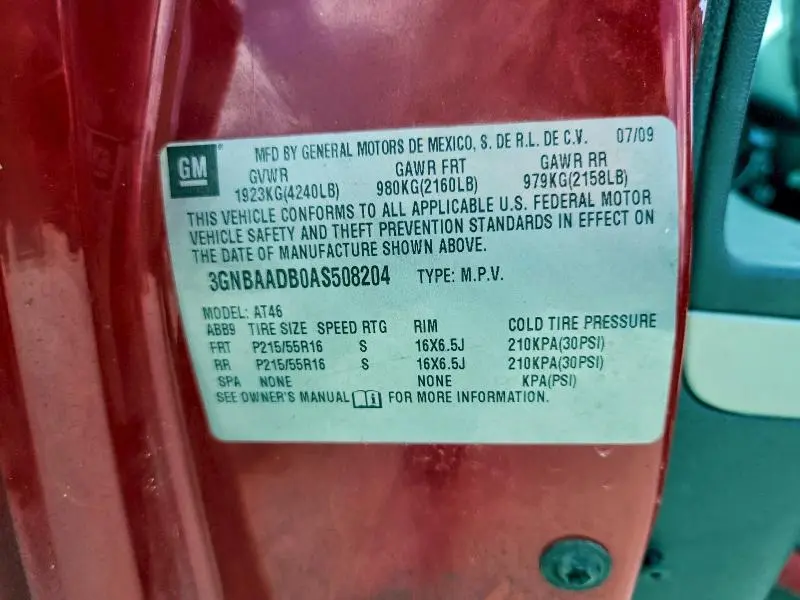 GM
MFD BY GENERAL MOTORS DE MEXICO, S. DE R.L. DE C.V. 07/09
GVWR GAWR FRT GAWR RR
1923KG(4240LB) 980KG(2160LB) 979KG(2158LB)
THIS VEHICLE CONFORMS TO ALL APPLICABLE U.S. FEDERAL MOTOR
VEHICLE SAFETY AND THEFT PREVENTION STANDARDS IN EFFECT ON
THE DATE OF MANUFACTURE SHOWN ABOVE.
3GNBAADB0AS508204 TYPE: M.P.V.
MODEL: AT46
ABB9 TIRE SIZE SPEED RTG RIM COLD TIRE PRESSURE
FRT P215/55R16 S 16X6.5J 210KPA(30PSI)
RR P215/55R16 S 16X6.5J 210KPA(30PSI)
SPA NONE NONE KPA(PSI)
SEE OWNER'S MANUAL FOR MORE INFORMATION.